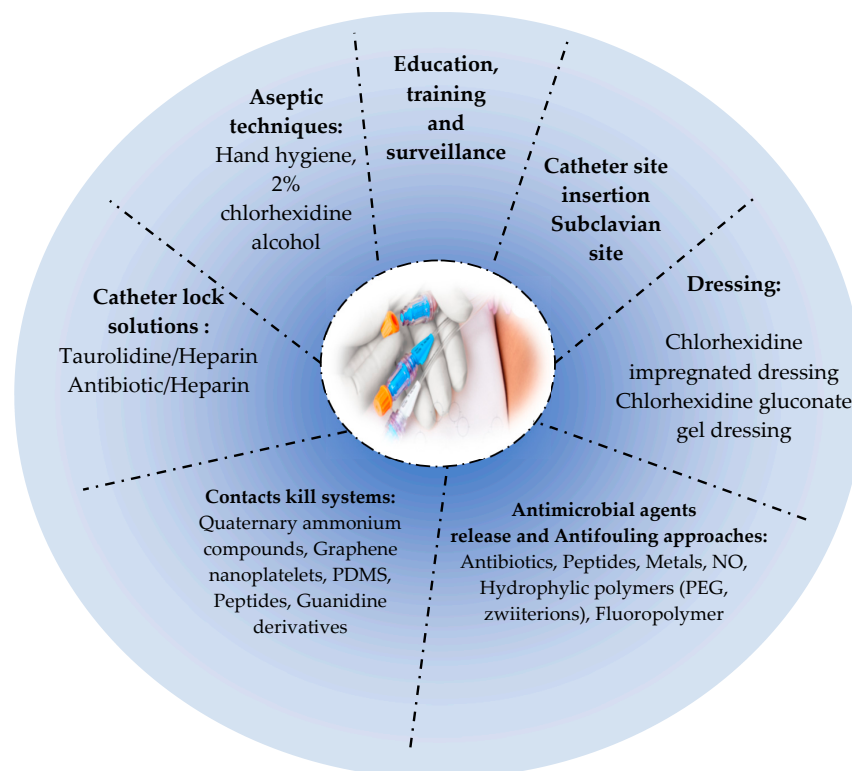 Education,
training
and
surveillance
Aseptic
techniques:
Hand hygiene,
2%
chlorhexidine
alcohol
Catheter site
insertion
Subclavian
site
Catheter lock
solutions :
Taurolidine/Heparin
Antibiotic/Heparin
Dressing:
Chlorhexidine
impregnated dressing
Chlorhexidine gluconate
gel dressing
Contacts kill systems:
Quaternary ammonium
compounds, Graphene
nanoplatelets, PDMS,
Peptides, Guanidine
derivatives
Antimicrobial agents
release and Antifouling approaches:
Antibiotics, Peptides, Metals, NO,
Hydrophylic polymers (PEG,
zwiiterions), Fluoropolymer